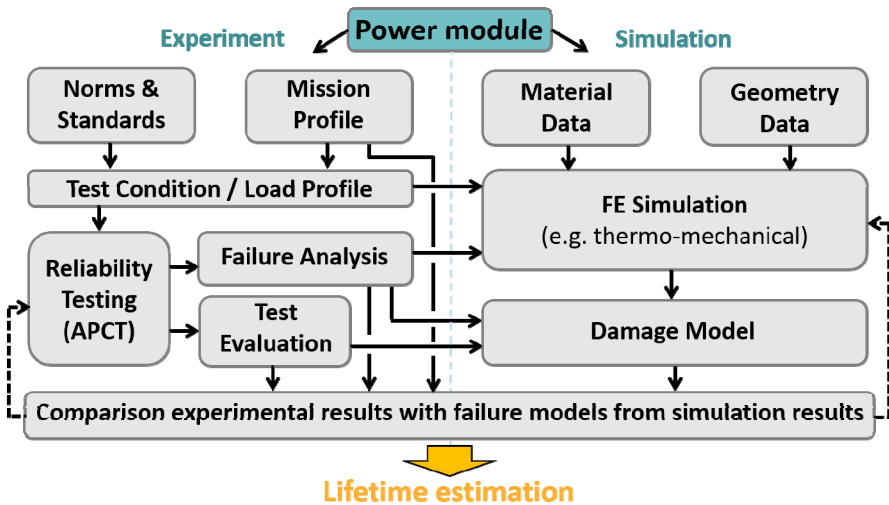 Power module
Experiment
Simulation
Norms &
Standards
Mission
Profile
Material
Data
Geometry
Data
Test Condition / Load Profile
FE Simulation
(e.g. thermo-mechanical)
Reliability
Testing
(APCT)
Failure Analysis
Test
Evaluation
Damage Model
Comparison experimental results with failure models from simulation results
Lifetime estimation